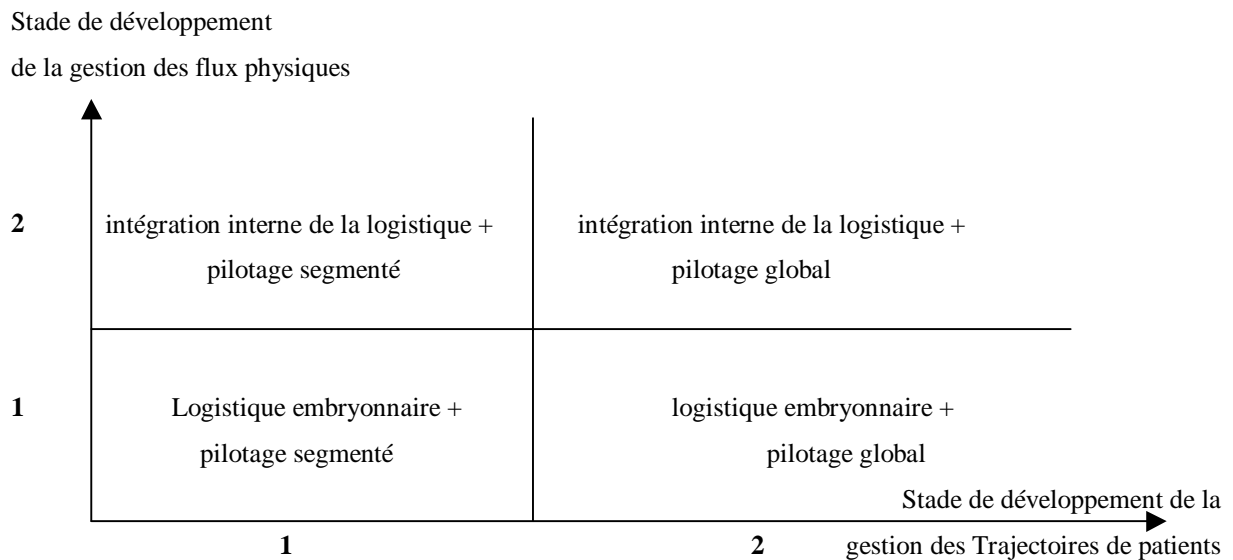 Stade de développement
de la gestion des flux physiques
2
intégration interne de la logistique +
pilotage segmenté
intégration interne de la logistique +
pilotage global
1
Logistique embryonnaire +
pilotage segmenté
logistique embryonnaire +
pilotage global
Stade de développement de la
gestion des Trajectoires de patients
1
2